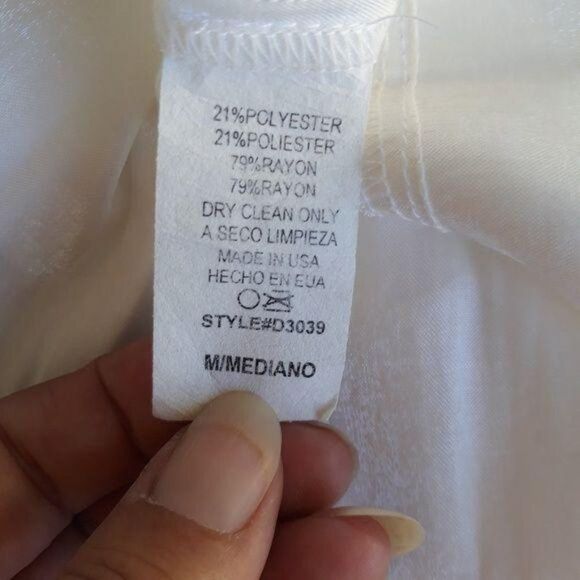 21%POLYESTER
21%POLIESTER
79%RAYON
79%RAYON
DRY CLEAN ONLY
A SECO LIMPIEZA
MADE IN USA
HECHO EN EUA
STYLE#D3039
M/MEDIANO